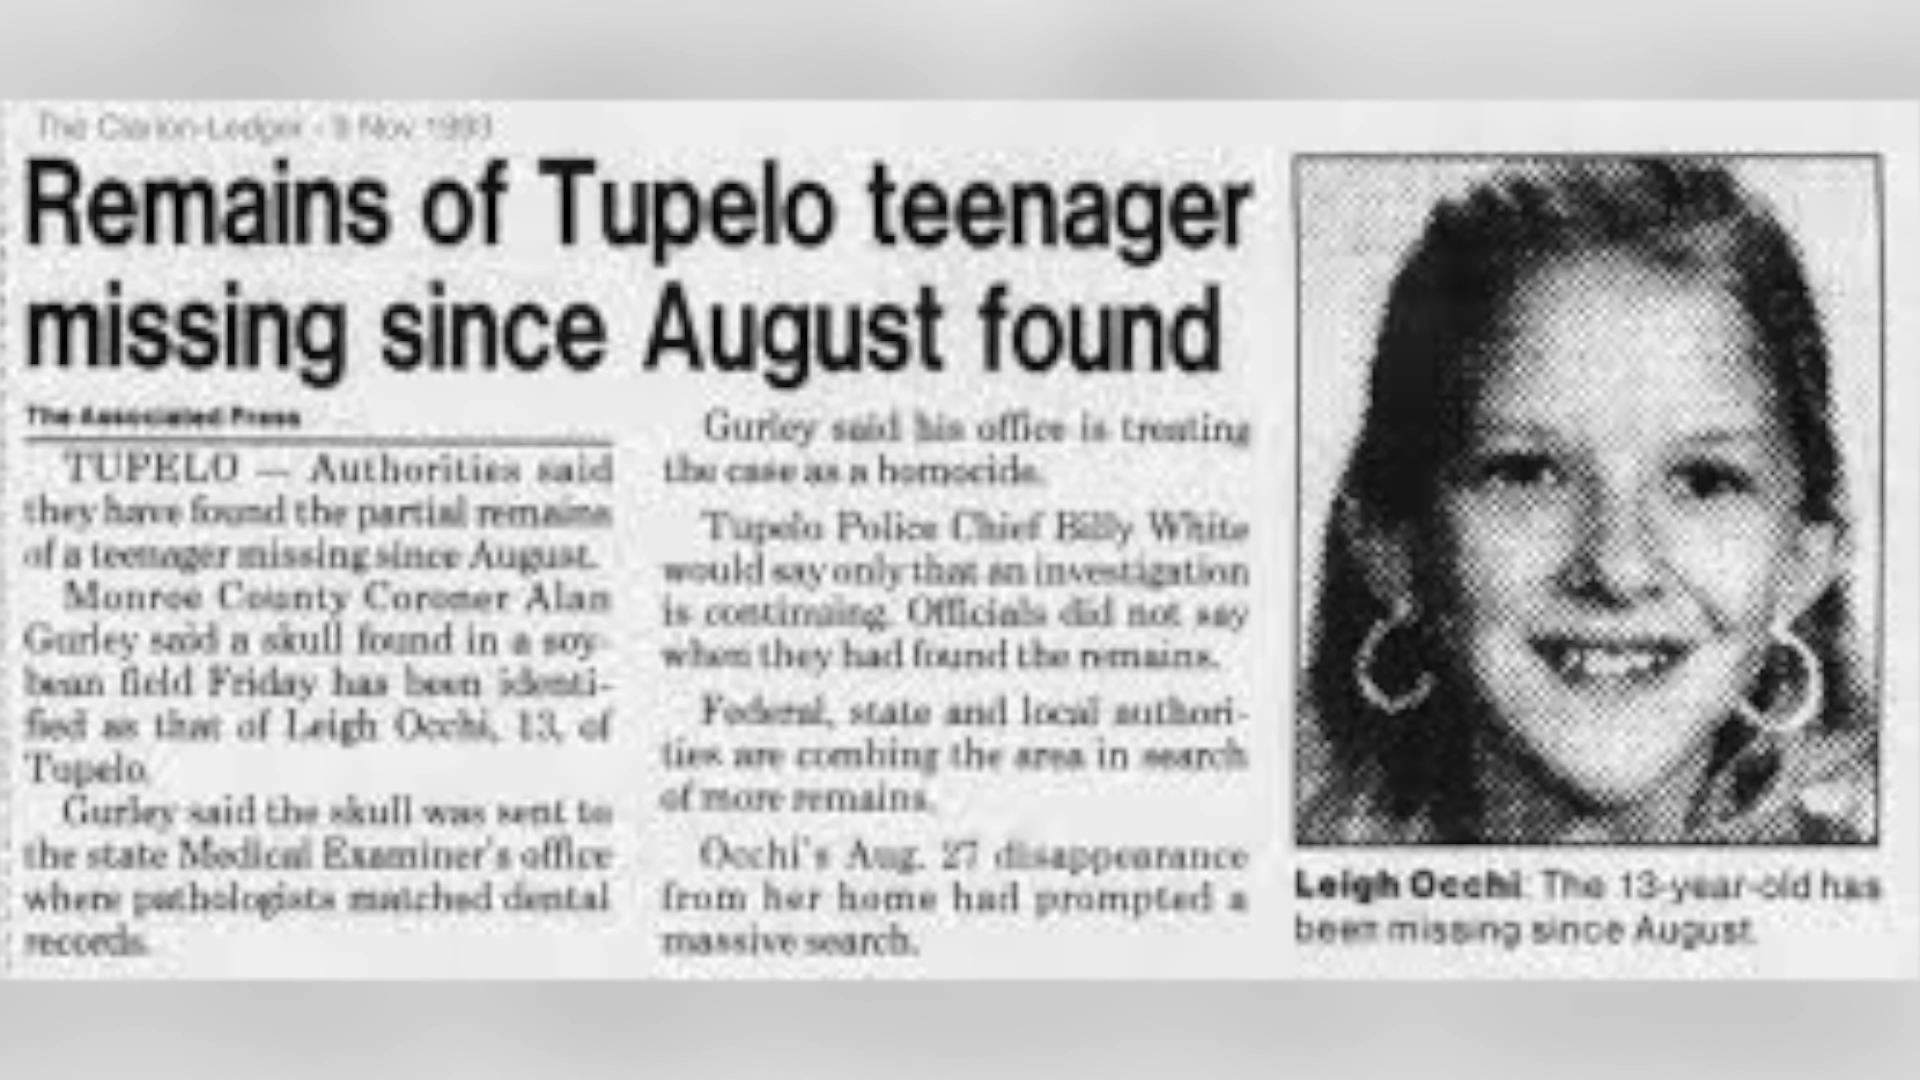 The Clarion-Ledger - 9 Nov 1993
Remains of Tupelo teenager
missing since August found
The Associated Press
TUPELO — Authorities said
they have found the partial remains
of a teenager missing since August.
Monroe County Coroner Alan
Gurley said a skull found in a soy-
bean field Friday has been identi-
fied as that of Leigh Occhi, 13, of
Tupelo.
Gurley said the skull was sent to
the state Medical Examiner's office
where pathologists matched dental
records.
Gurley said his office is treating
the case as a homocide.
Tupelo Police Chief Billy White
would say only that an investigation
is continuing. Officials did not say
when they had found the remains.
Federal, state and local authori-
ties are combing the area in search
of more remains.
Occhi's Aug. 27 disappearance
from her home had prompted a
massive search.
Leigh Occhi: The 13-year-old has
been missing since August.